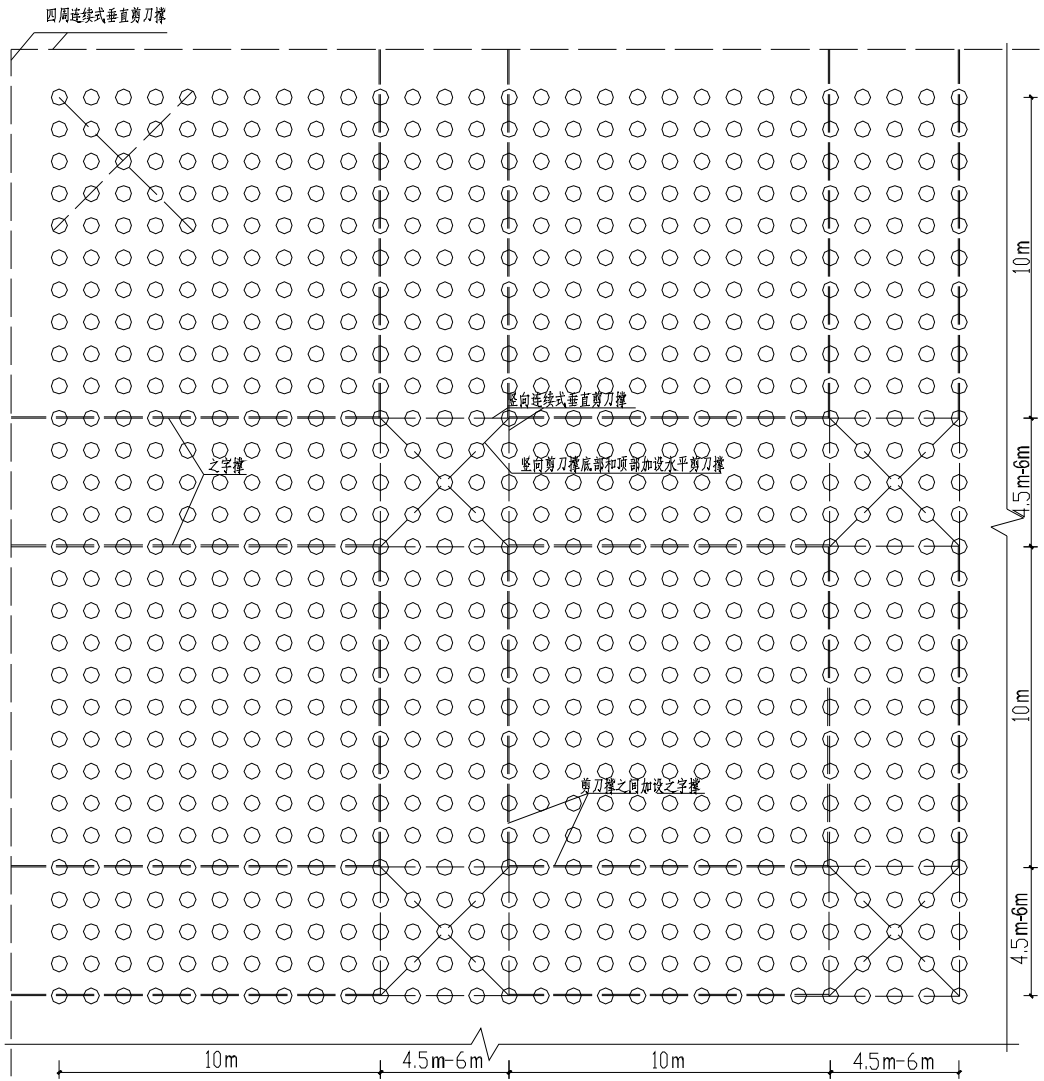 四周连续式垂直剪刀撑
10m
竖向连续式垂直剪刀撑
之字撑
竖向剪刀撑底部和顶部加设水平剪刀撑
4.5m-6m
10m
剪刀撑之间加设之字撑
4.5m-6m
10m
4.5m-6m
10m
4.5m-6m